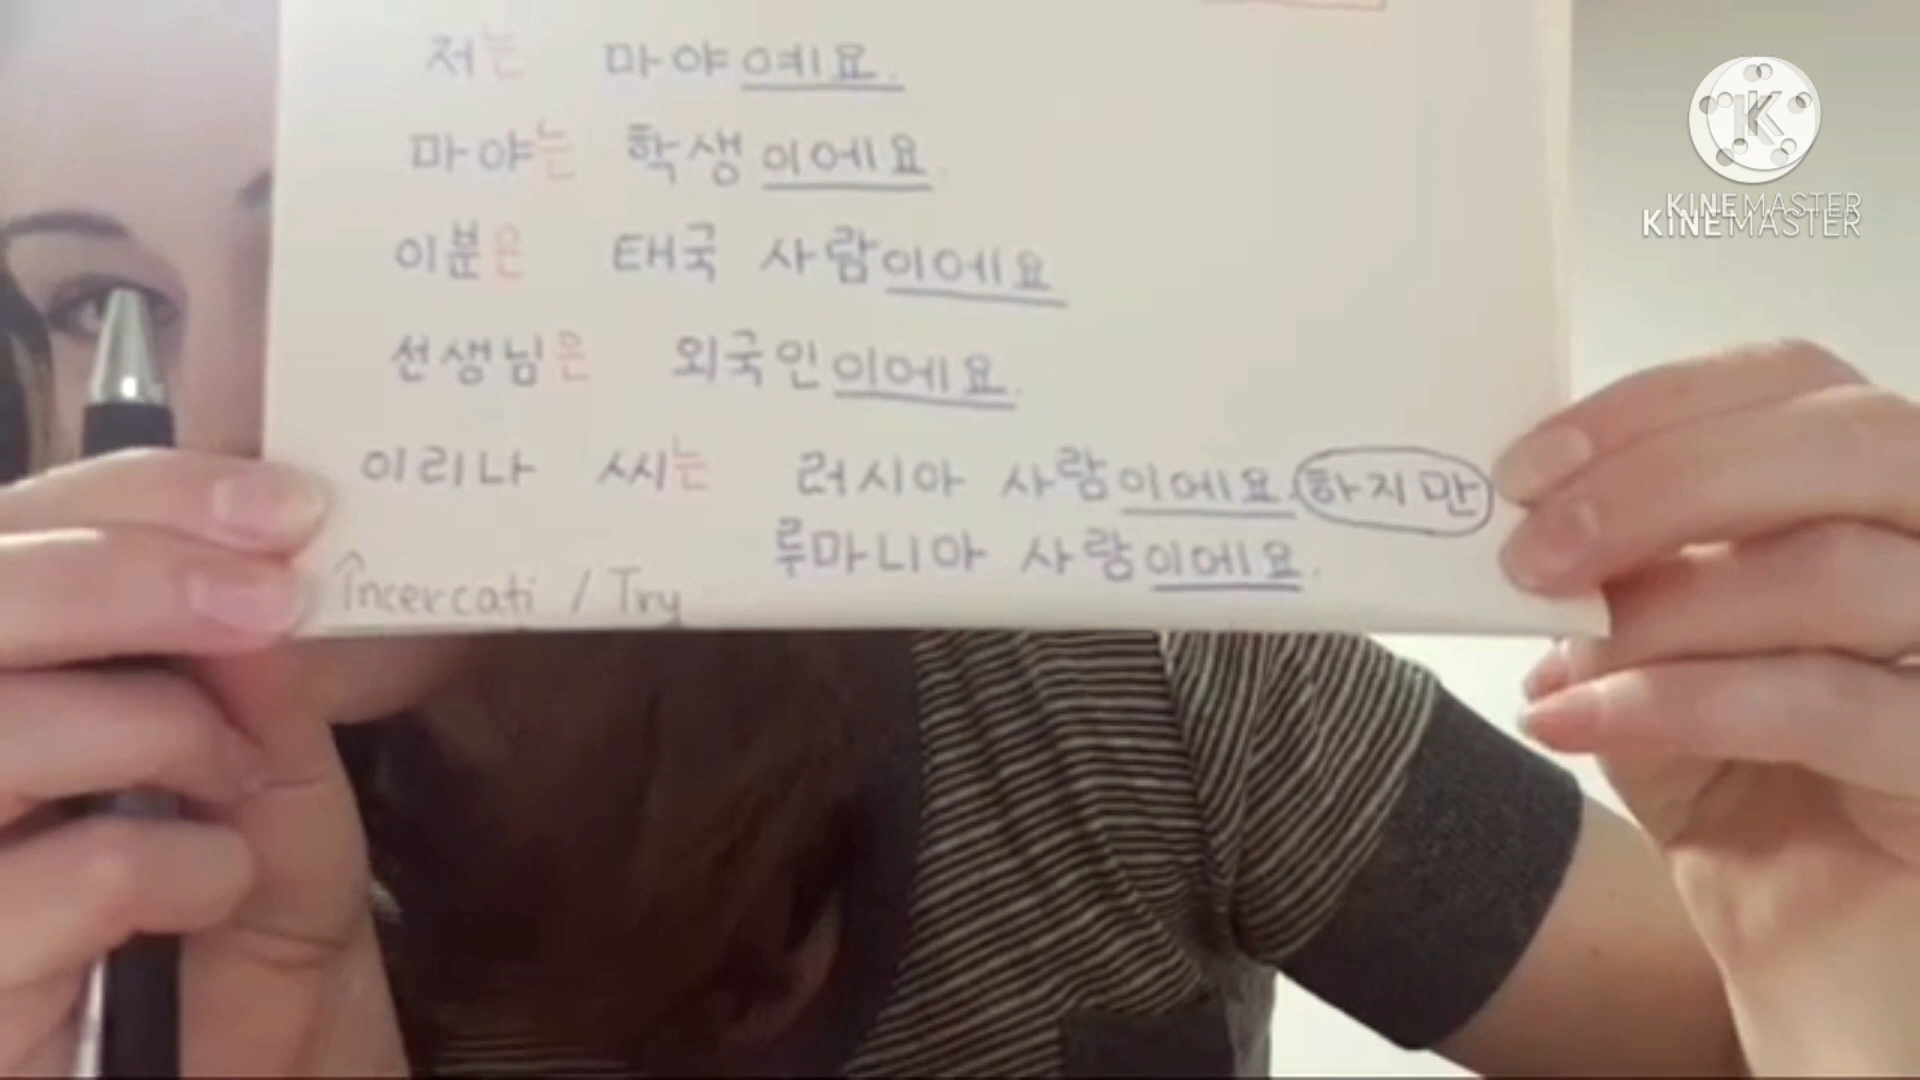 저는 마야예요.
마야는 학생이에요.
이분은 태국 사람이에요
선생님은 외국인이에요.
이리나 씨는 러시아 사람이에요. 하지만
루마니아 사람이에요.
Încercati / Try
KINEMASTER
KINEMASTER